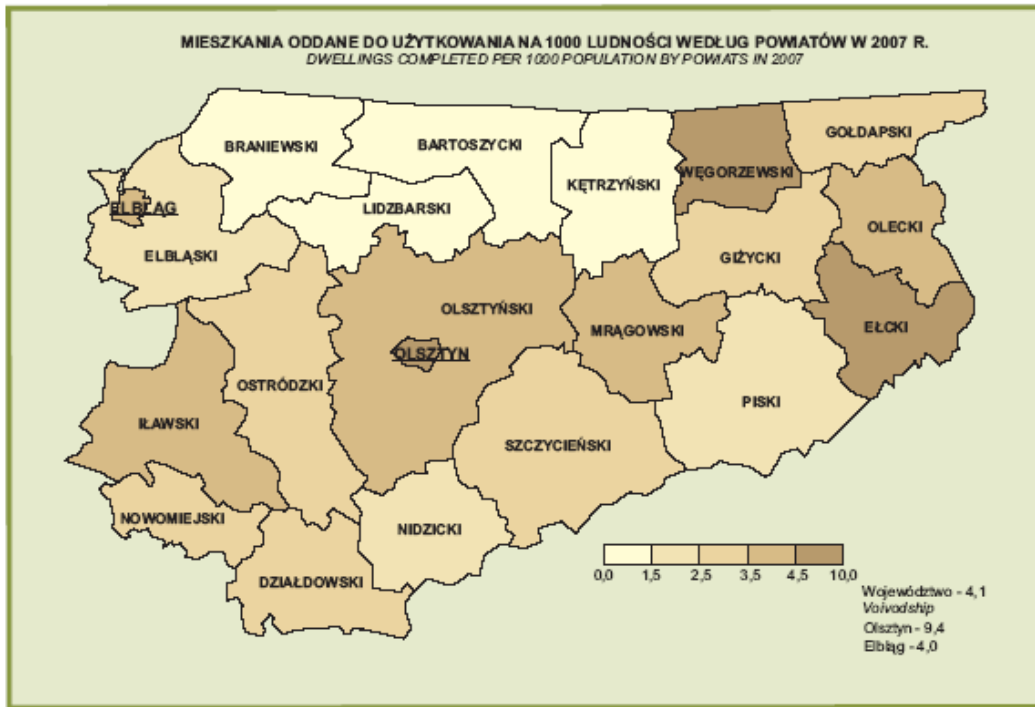 MIESZKANIA ODDANE DO UŻYTKOWANIA NA 1000 LUDNOŚCI WEDŁUG POWIATÓW W 2007 R.
DWELLINGS COMPLETED PER 1000 POPULATION BY POWIATS IN 2007
BRANIEWSKI
BARTOSZYCKI
GOŁDAPSKI
KĘTRZYŃSKI
WĘGORZEWSKI
ELBLĄG
LIDZBARSKI
OLECKI
ELBLĄSKI
GIŻYCKI
OLSZTYŃSKI
MRĄGOWSKI
EŁCKI
OLSZTYN
OSTRÓDZKI
PISKI
IŁAWSKI
SZCZYCIEŃSKI
NOWOMIEJSKI
NIDZICKI
DZIAŁDOWSKI
0,0 1,5 2,5 3,5 4,5 10,0
Województwo - 4,1
Voivodship
Olsztyn - 9,4
Elbląg - 4,0